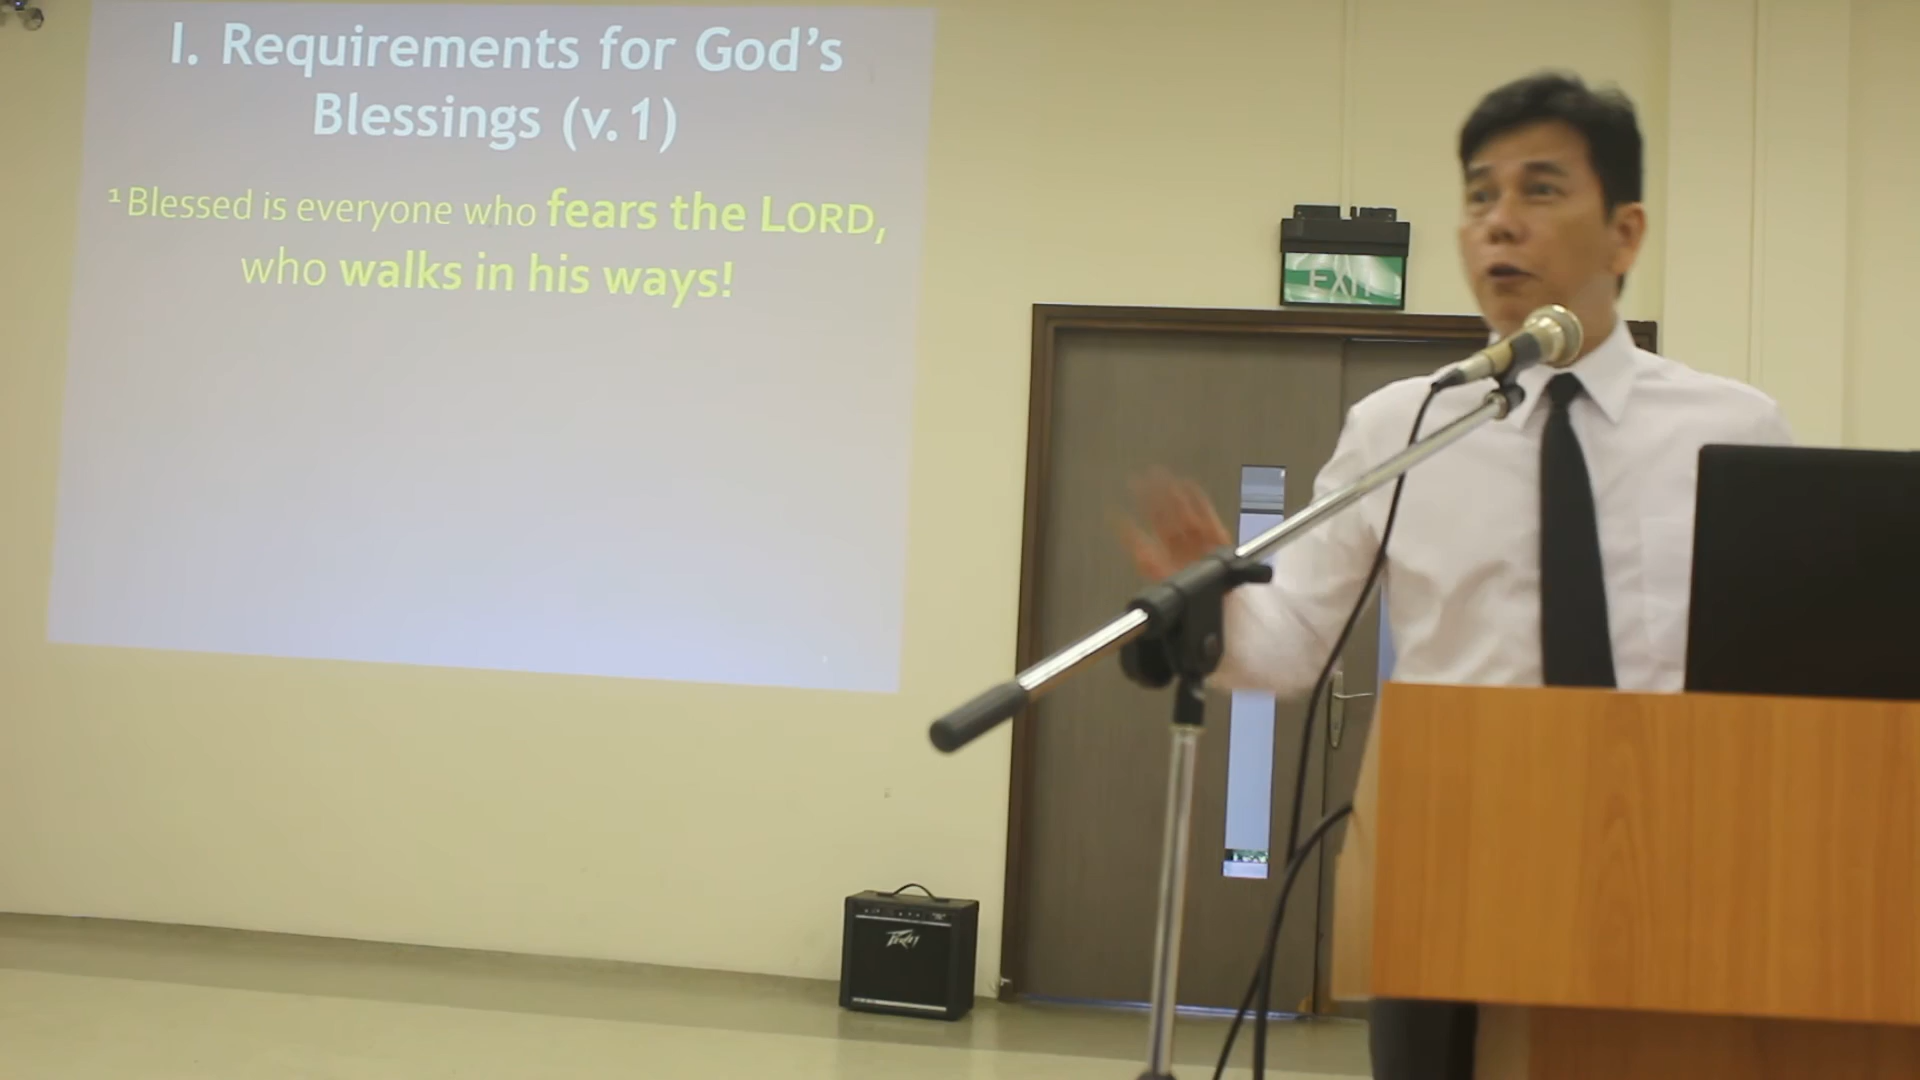 I. Requirements for God's
Blessings (v. 1)
¹ Blessed is everyone who fears the LORD,
who walks in his ways!
EXIT
Peavey